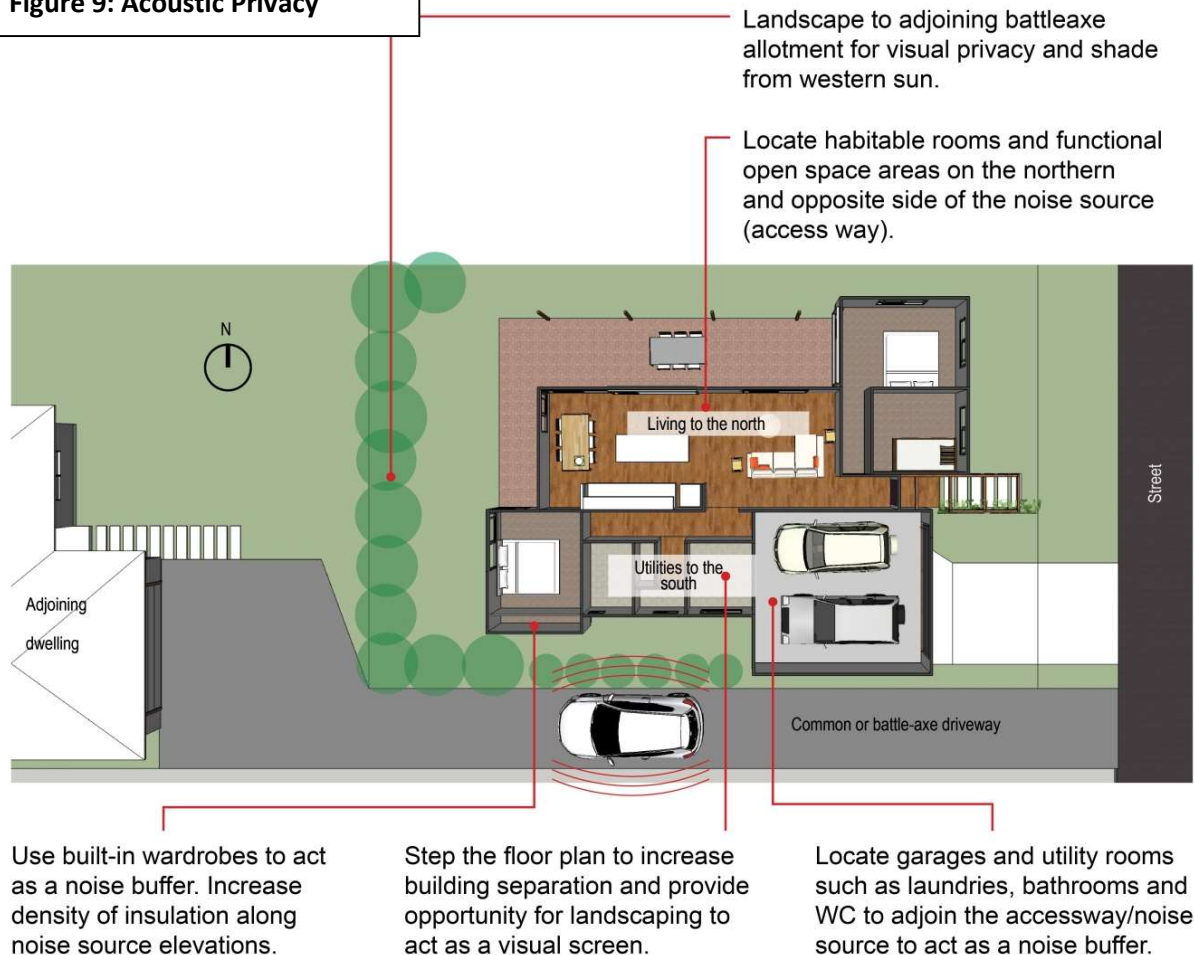 Figure 9: Acoustic Privacy
Landscape to adjoining battleaxe
allotment for visual privacy and shade
from western sun.
Locate habitable rooms and functional
open space areas on the northern
and opposite side of the noise source
(access way).
N
Living to the north
Street
Utilities to the
south
Adjoining
dwelling
Common or battle-axe driveway
Use built-in wardrobes to act
as a noise buffer. Increase
density of insulation along
noise source elevations.
Step the floor plan to increase
building separation and provide
opportunity for landscaping to
act as a visual screen.
Locate garages and utility rooms
such as laundries, bathrooms and
WC to adjoin the accessway/noise
source to act as a noise buffer.